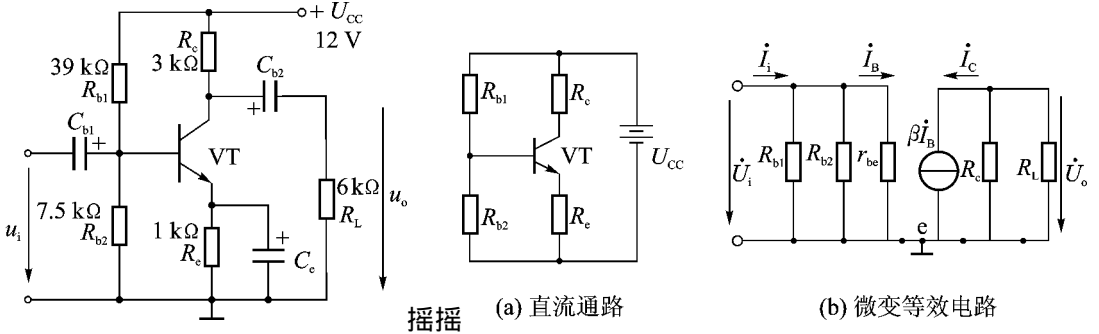 + U_CC
12 V
R_c
3 kΩ
C_b2
+
39 kΩ
R_b1
C_b1
+
VT
7.5 kΩ
R_b2
u_i
1 kΩ
R_e
+
C_e
6 kΩ
R_L
u_o
摇摇
R_b1
R_c
VT
U_CC
R_b2
R_e
(a) 直流通路
İ_i
İ_B
İ_C
βİ_B
R_b1
R_b2
r_be
R_c
R_L
U̇_i
U̇_o
e
(b) 微变等效电路